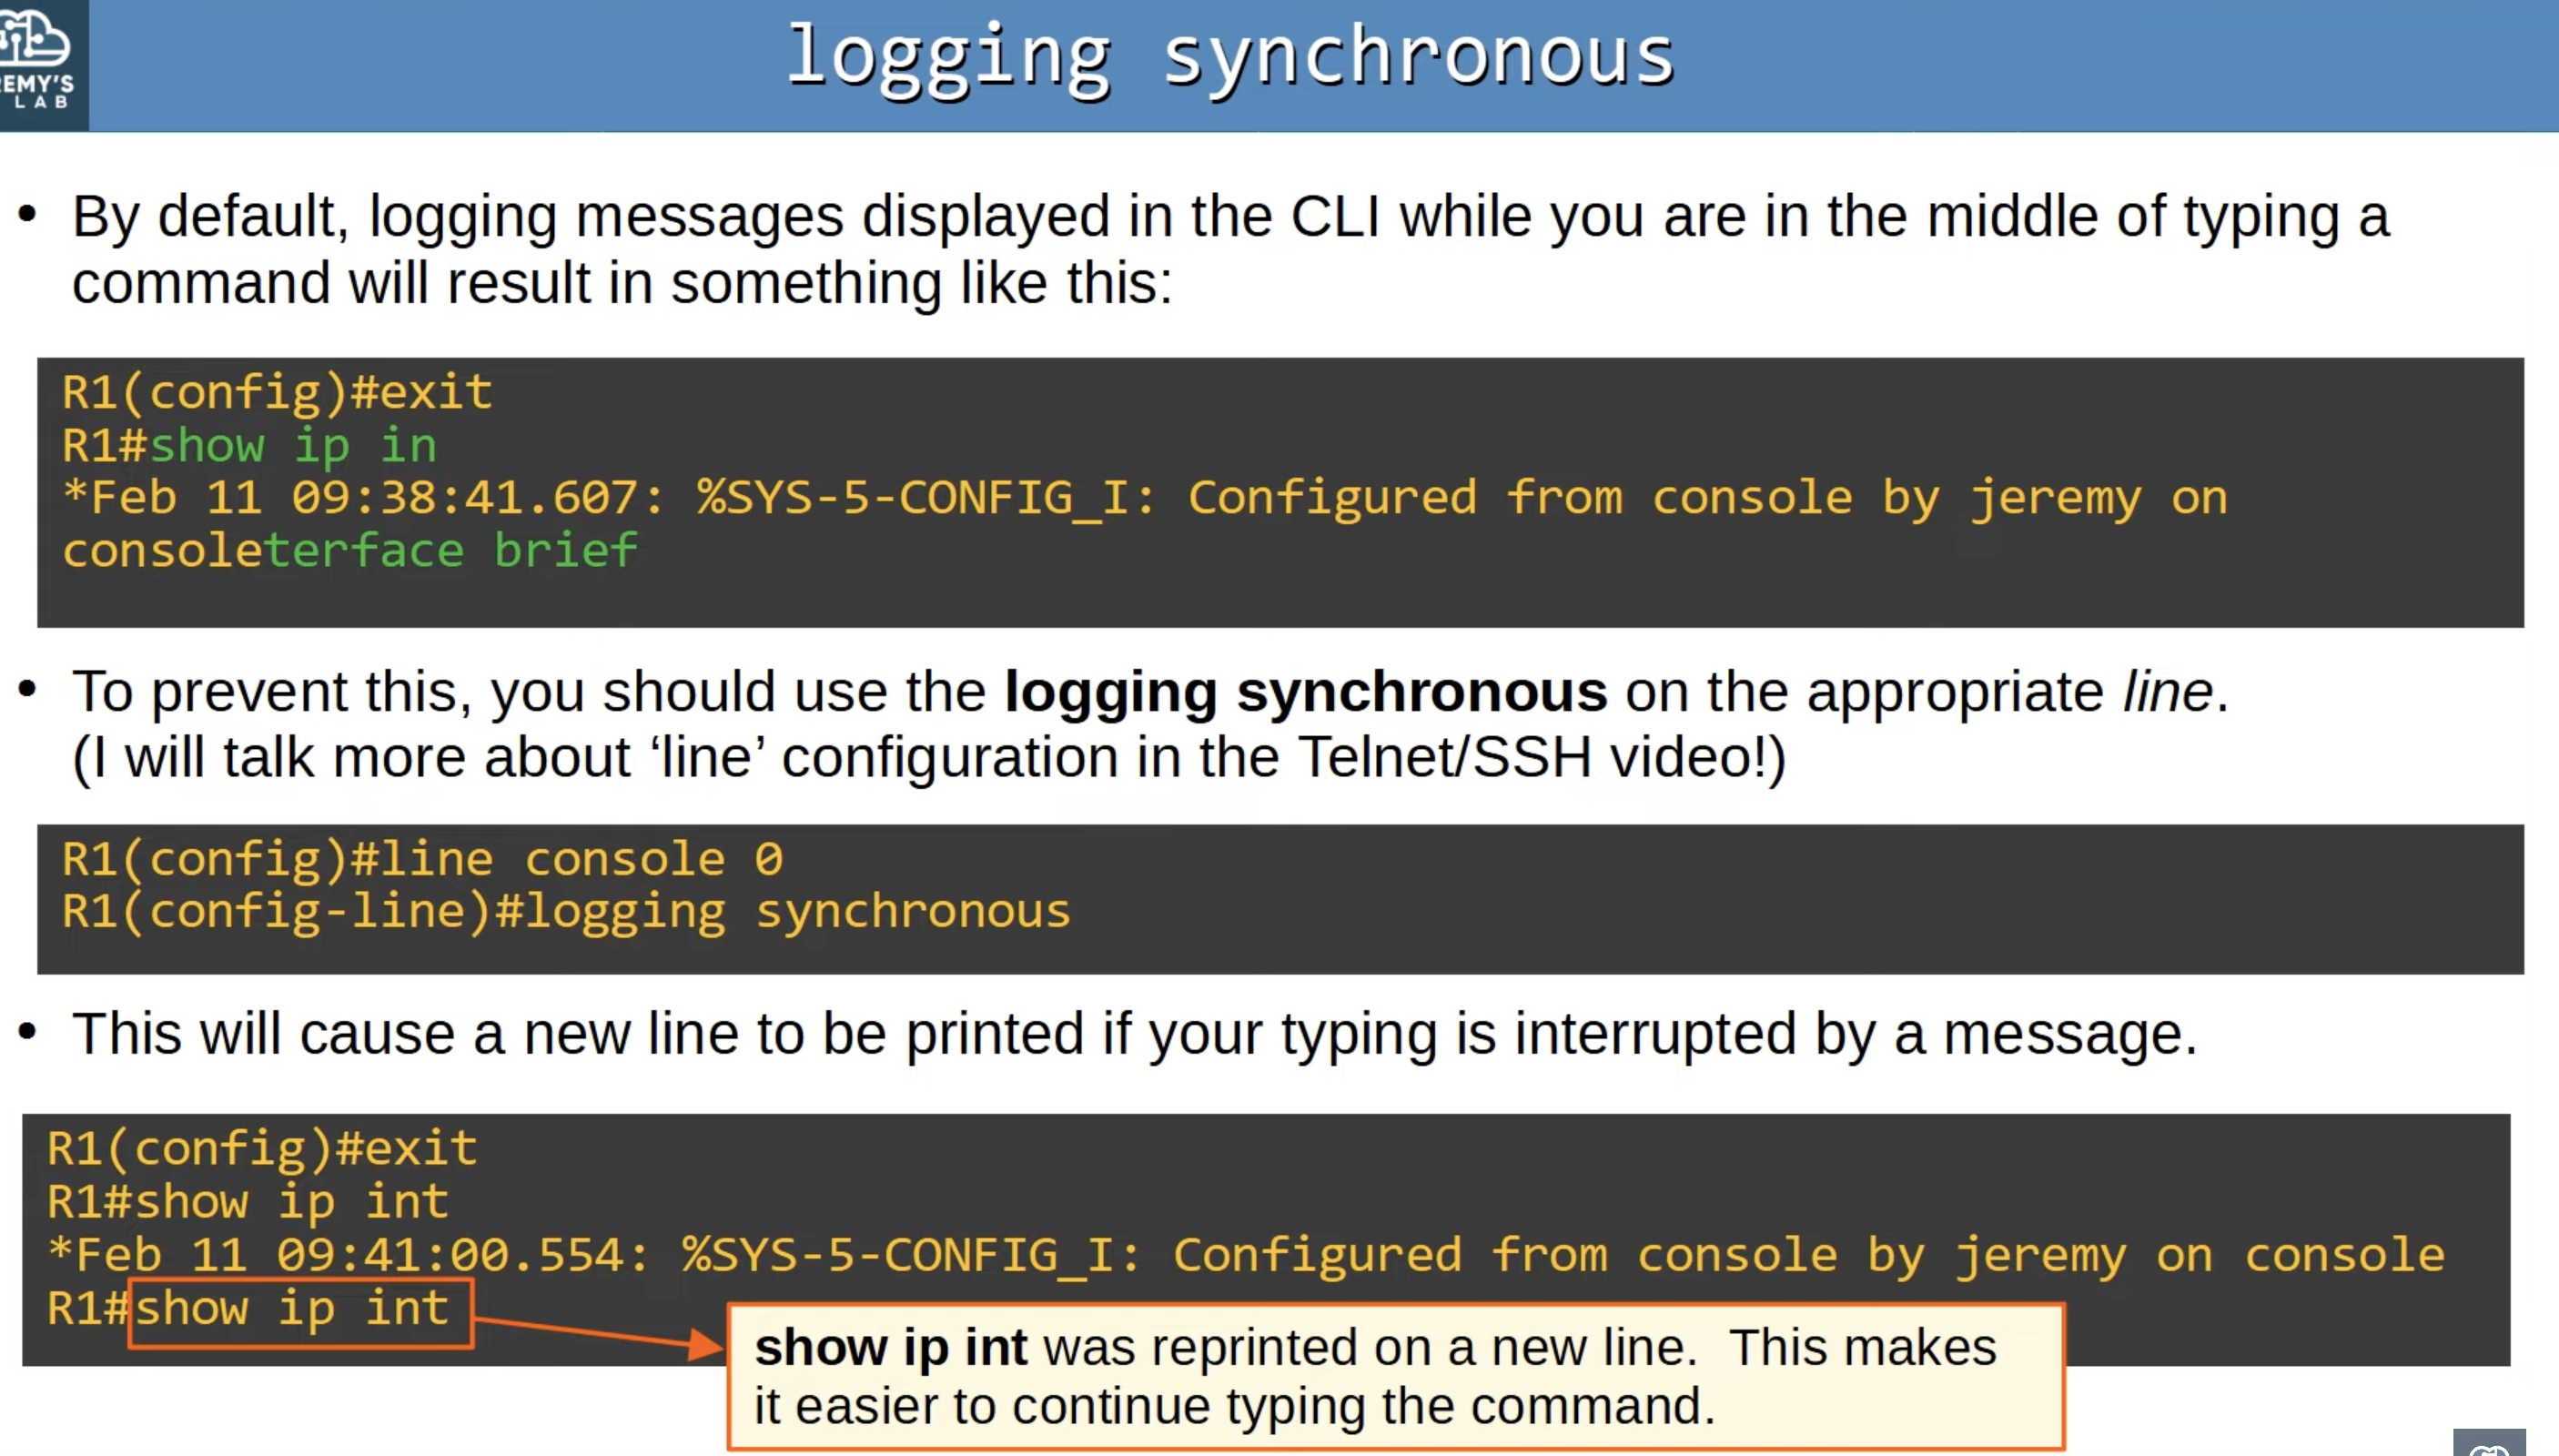 logging synchronous
EMY'S
LAB
• By default, logging messages displayed in the CLI while you are in the middle of typing a
command will result in something like this:
R1(config)#exit
R1#show ip in
*Feb 11 09:38:41.607: %SYS-5-CONFIG_I: Configured from console by jeremy on
consoleterface brief
• To prevent this, you should use the logging synchronous on the appropriate line.
(I will talk more about ‘line’ configuration in the Telnet/SSH video!)
R1(config)#line console 0
R1(config-line)#logging synchronous
• This will cause a new line to be printed if your typing is interrupted by a message.
R1(config)#exit
R1#show ip int
*Feb 11 09:41:00.554: %SYS-5-CONFIG_I: Configured from console by jeremy on console
R1#show ip int
show ip int was reprinted on a new line. This makes
it easier to continue typing the command.